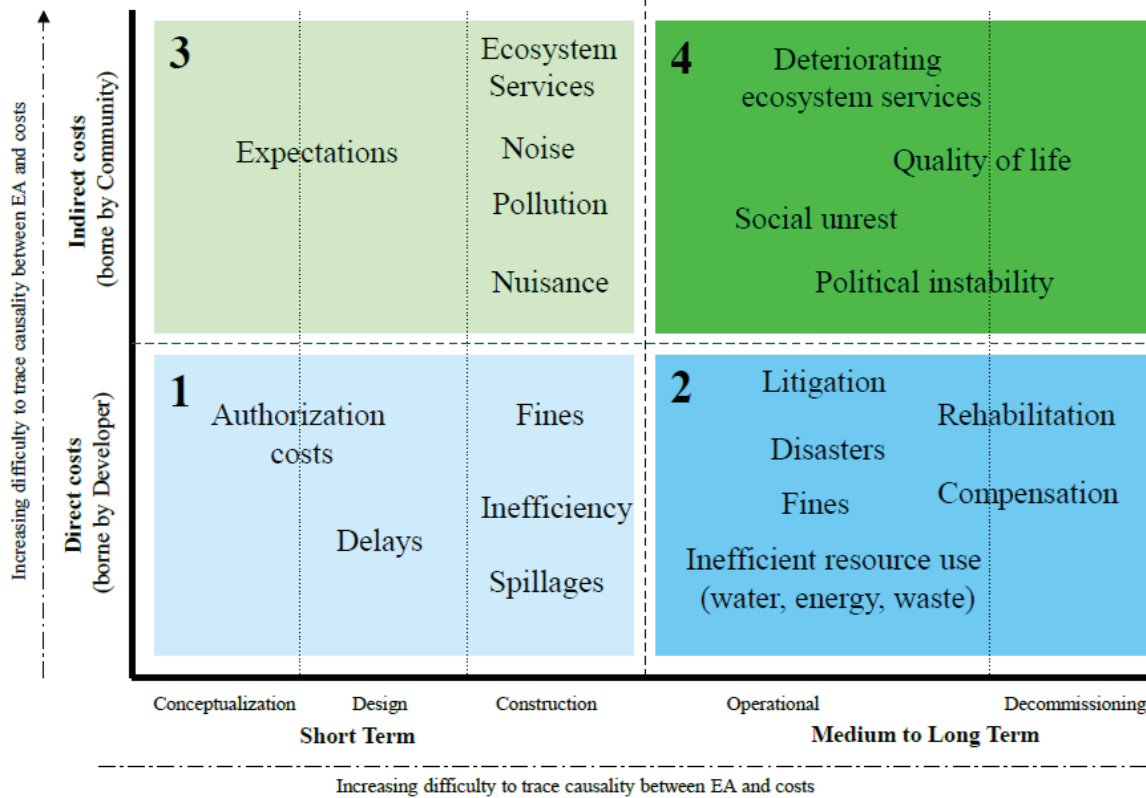 Increasing difficulty to trace causality between EA and costs
Indirect costs
(borne by Community)
3
Ecosystem
Services
Expectations
Noise
Pollution
Nuisance
4
Deteriorating
ecosystem services
Quality of life
Social unrest
Political instability
Direct costs
(borne by Developer)
1
Authorization
costs
Fines
Inefficiency
Delays
Spillages
2
Litigation
Rehabilitation
Disasters
Fines
Compensation
Inefficient resource use
(water, energy, waste)
Conceptualization
Design
Construction
Operational
Decommissioning
Short Term
Medium to Long Term
Increasing difficulty to trace causality between EA and costs